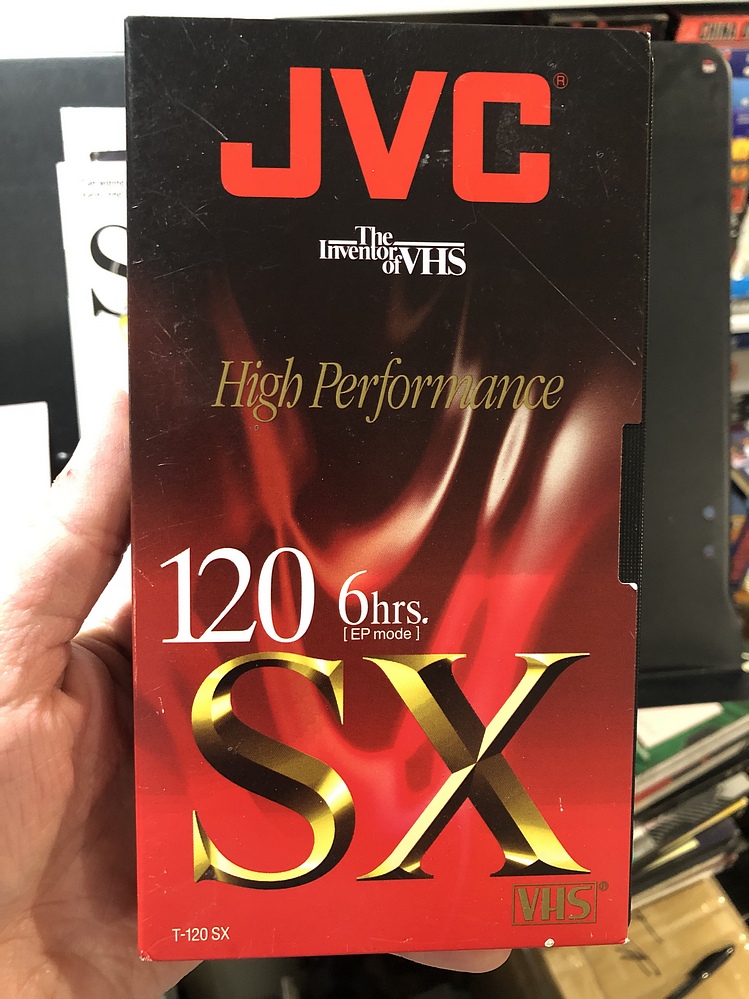 JVC®
The
Inventor
of VHS
High Performance
120 6hrs.
[EP mode]
SX
VHS®
T-120 SX